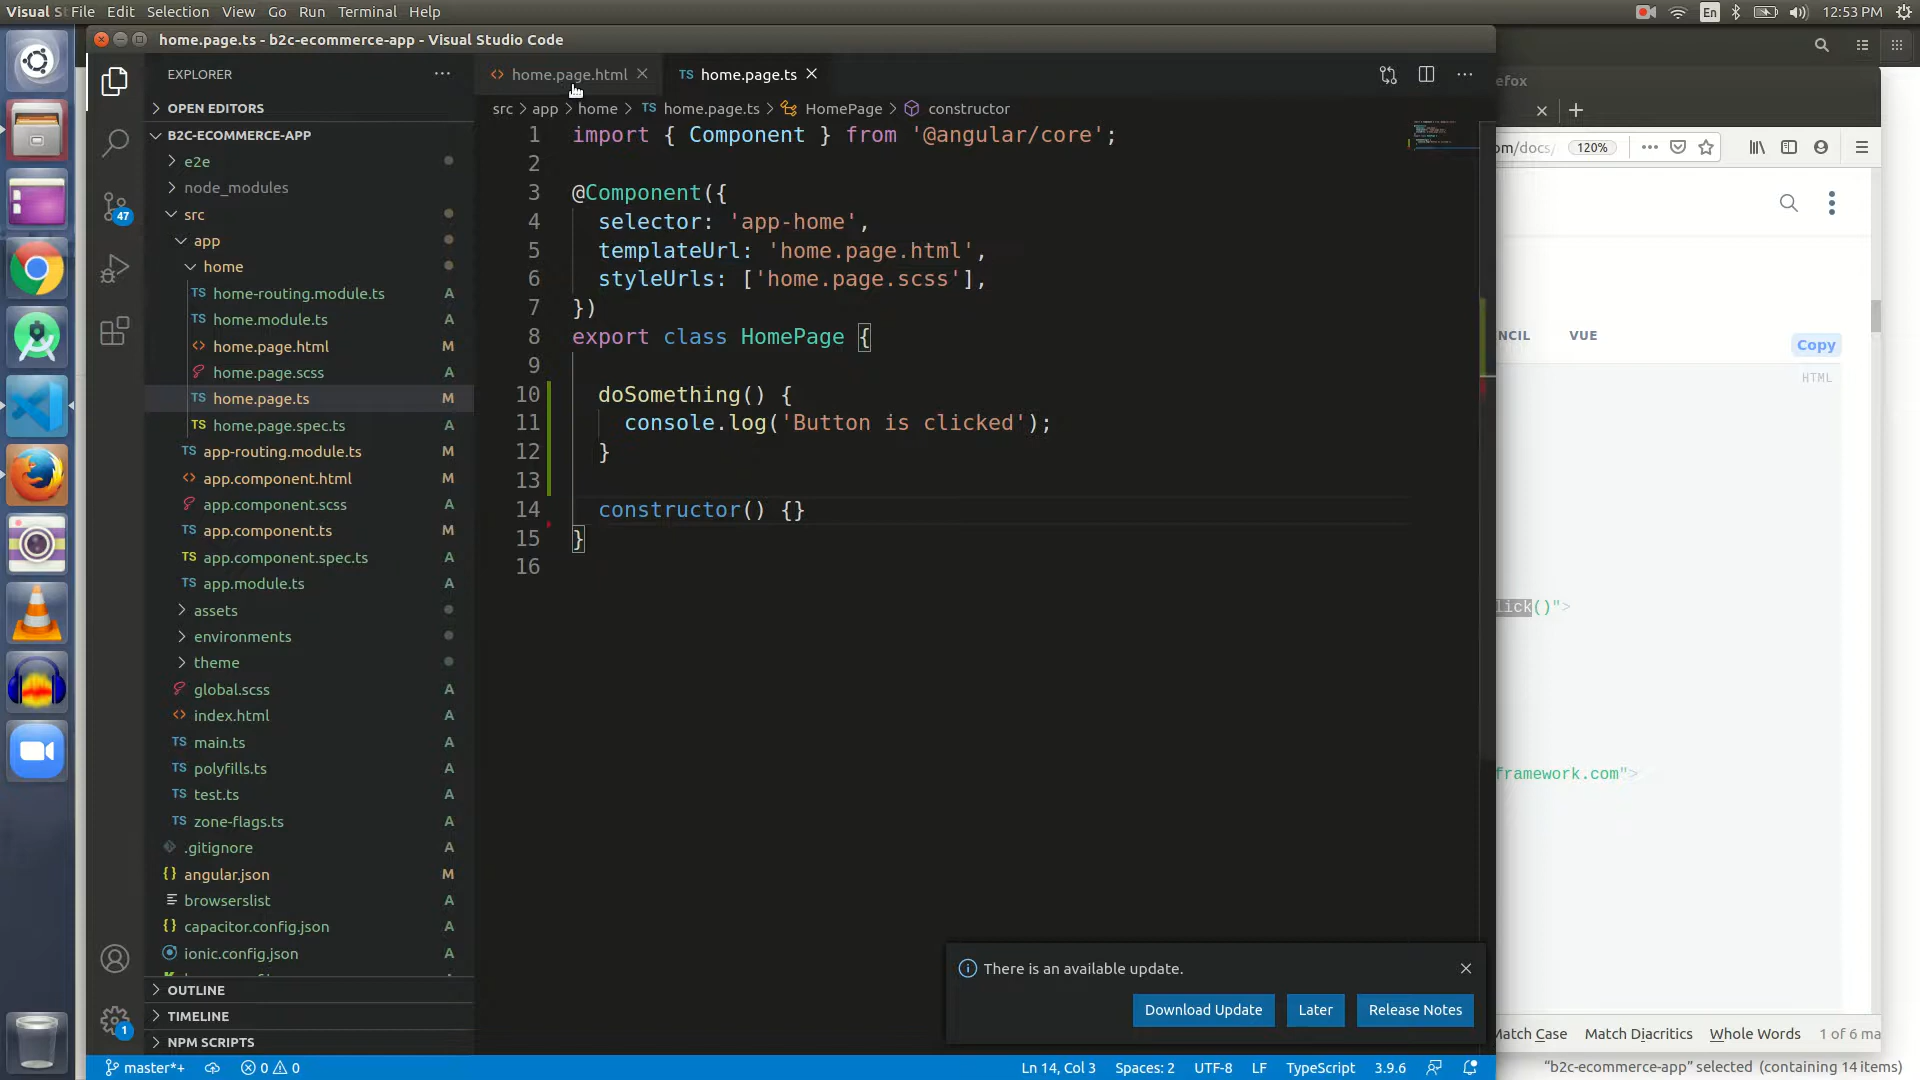 Visual S File Edit Selection View Go Run Terminal Help
En 12:53 PM
home.page.ts - b2c-ecommerce-app - Visual Studio Code
EXPLORER
OPEN EDITORS
B2C-ECOMMERCE-APP
e2e
node_modules
src
app
home
TS home-routing.module.ts A
TS home.module.ts A
<> home.page.html M
home.page.scss A
TS home.page.ts M
TS home.page.spec.ts A
TS app-routing.module.ts M
<> app.component.html M
app.component.scss A
TS app.component.ts M
TS app.component.spec.ts A
TS app.module.ts A
assets
environments
theme
global.scss A
<> index.html A
TS main.ts A
TS polyfills.ts A
TS test.ts A
TS zone-flags.ts A
.gitignore A
{} angular.json M
browserslist A
{} capacitor.config.json A
ionic.config.json A
OUTLINE
TIMELINE
NPM SCRIPTS
47
1
<> home.page.html
TS home.page.ts
src > app > home > TS home.page.ts > HomePage > constructor
1 import { Component } from '@angular/core';
2
3 @Component({
4 selector: 'app-home',
5 templateUrl: 'home.page.html',
6 styleUrls: ['home.page.scss'],
7 })
8 export class HomePage {
9
10 doSomething() {
11 console.log('Button is clicked');
12 }
13
14 constructor() {}
15 }
16
There is an available update.
Download Update
Later
Release Notes
master*+ 0 0 Ln 14, Col 3 Spaces: 2 UTF-8 LF TypeScript 3.9.6
efox
om/docs/ 120%
NCIL VUE
Copy
HTML
lick()">
framework.com">
Match Case Match Diacritics Whole Words 1 of 6 ma
"b2c-ecommerce-app" selected (containing 14 items)